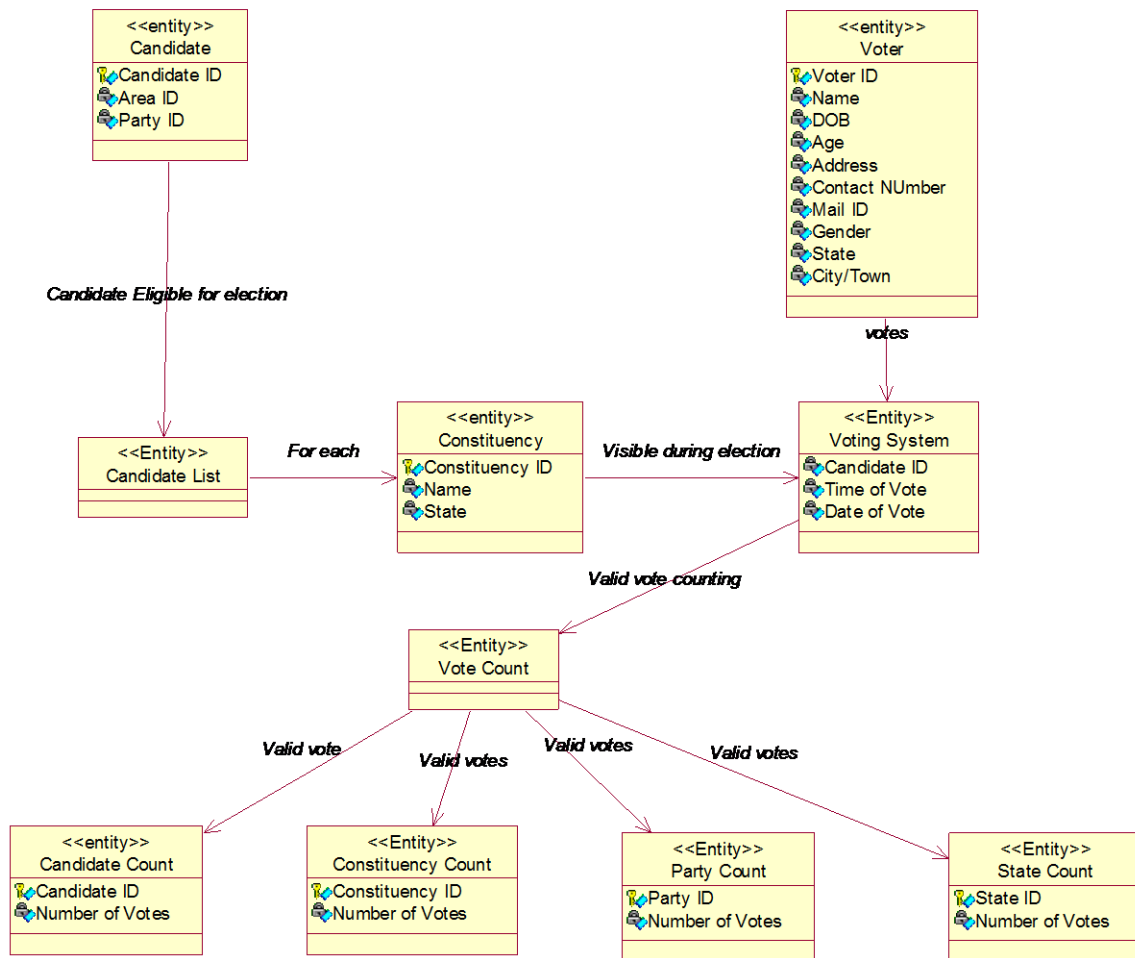 <<entity>>
Candidate
Candidate ID
Area ID
Party ID
<<entity>>
Voter
Voter ID
Name
DOB
Age
Address
Contact NUmber
Mail ID
Gender
State
City/Town
Candidate Eligible for election
votes
<<Entity>>
Candidate List
For each
<<entity>>
Constituency
Constituency ID
Name
State
Visible during election
<<Entity>>
Voting System
Candidate ID
Time of Vote
Date of Vote
Valid vote counting
<<Entity>>
Vote Count
Valid vote
Valid votes
Valid votes
Valid votes
<<entity>>
Candidate Count
Candidate ID
Number of Votes
<<Entity>>
Constituency Count
Constituency ID
Number of Votes
<<Entity>>
Party Count
Party ID
Number of Votes
<<Entity>>
State Count
State ID
Number of Votes